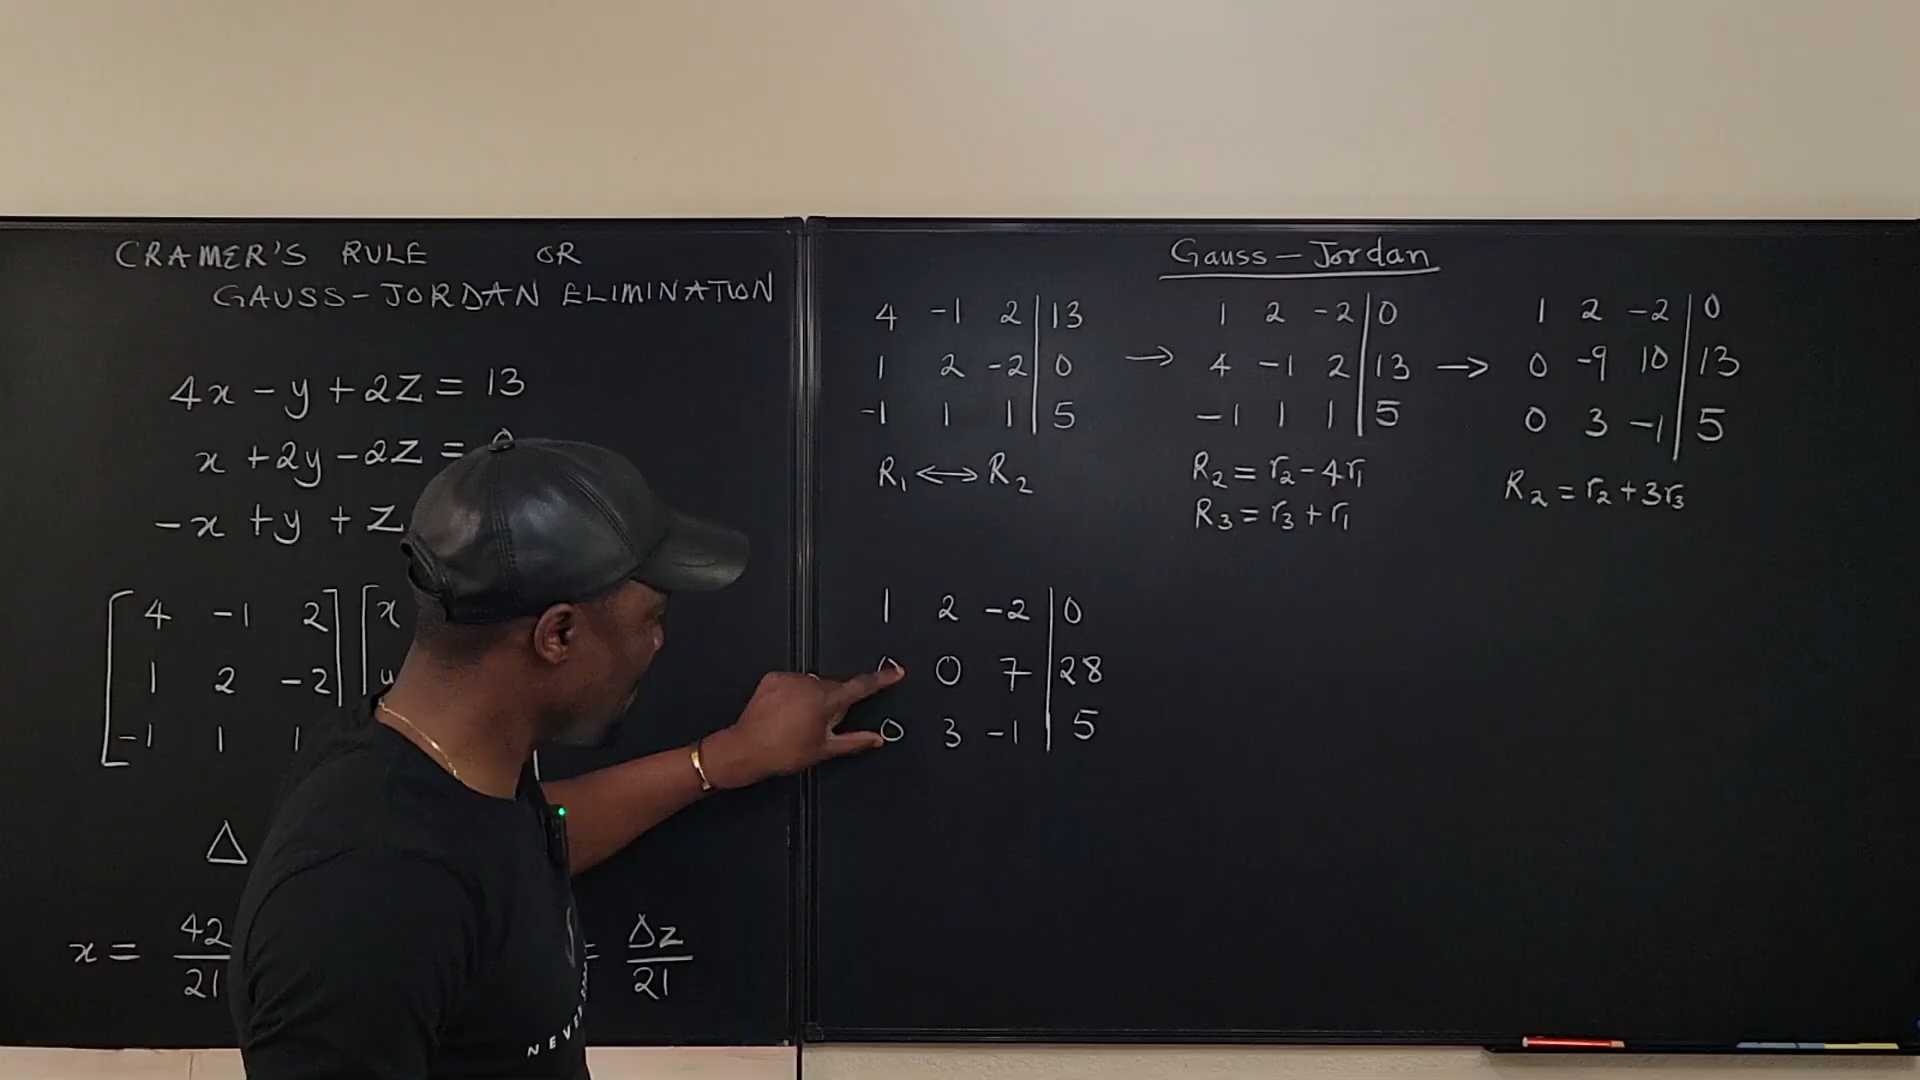 CRAMER'S RULE OR
GAUSS-JORDAN ELIMINATION
4x - y + 2z = 13
x + 2y - 2z =
-x + y + z
4 -1 2 x
1 2 -2
-1 1 1
Δ
x = 42/21 = Δz/21
NEVE
Gauss-Jordan
4 -1 2 | 13
1 2 -2 | 0
-1 1 1 | 5
R₁ ↔ R₂
→
1 2 -2 | 0
4 -1 2 | 13
-1 1 1 | 5
R₂ = r₂ - 4r₁
R₃ = r₃ + r₁
→
1 2 -2 | 0
0 -9 10 | 13
0 3 -1 | 5
R₂ = r₂ + 3r₃
1 2 -2 | 0
0 0 7 | 28
0 3 -1 | 5